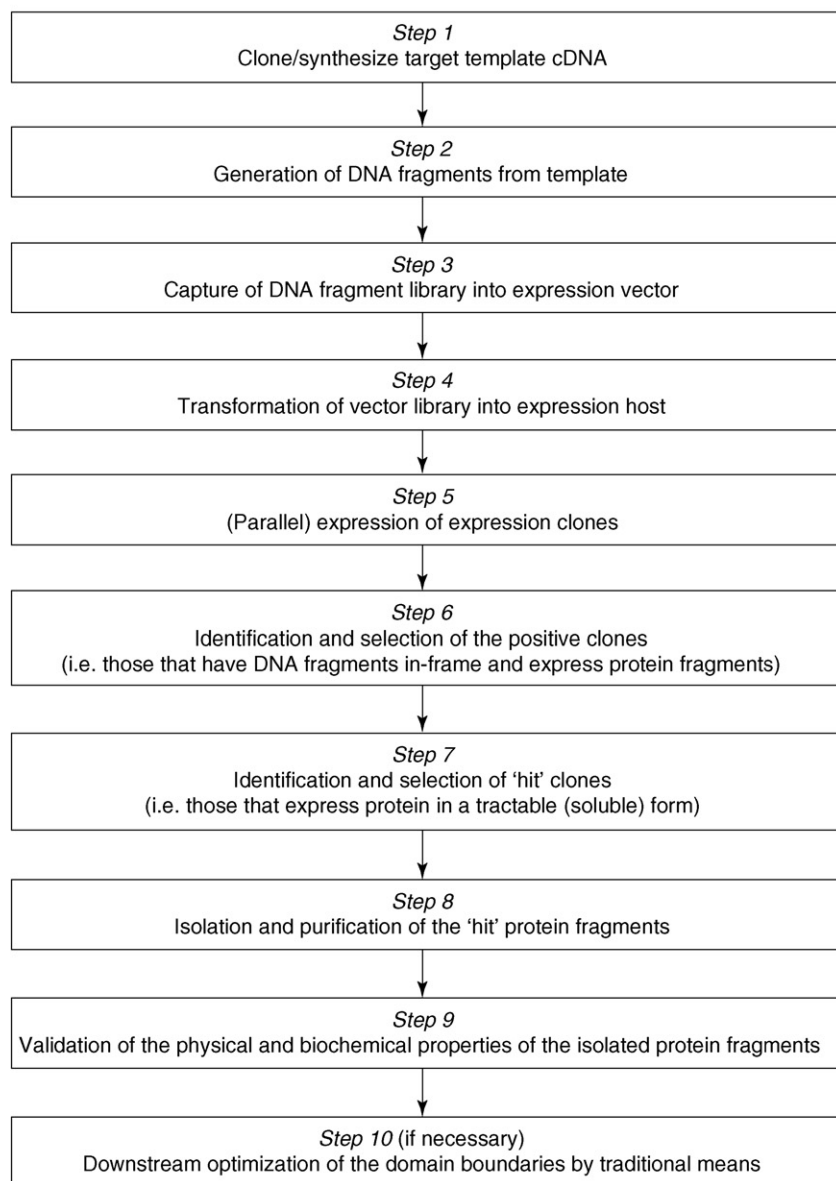 Step 1
Clone/synthesize target template cDNA
Step 2
Generation of DNA fragments from template
Step 3
Capture of DNA fragment library into expression vector
Step 4
Transformation of vector library into expression host
Step 5
(Parallel) expression of expression clones
Step 6
Identification and selection of the positive clones
(i.e. those that have DNA fragments in-frame and express protein fragments)
Step 7
Identification and selection of ‘hit’ clones
(i.e. those that express protein in a tractable (soluble) form)
Step 8
Isolation and purification of the ‘hit’ protein fragments
Step 9
Validation of the physical and biochemical properties of the isolated protein fragments
Step 10 (if necessary)
Downstream optimization of the domain boundaries by traditional means